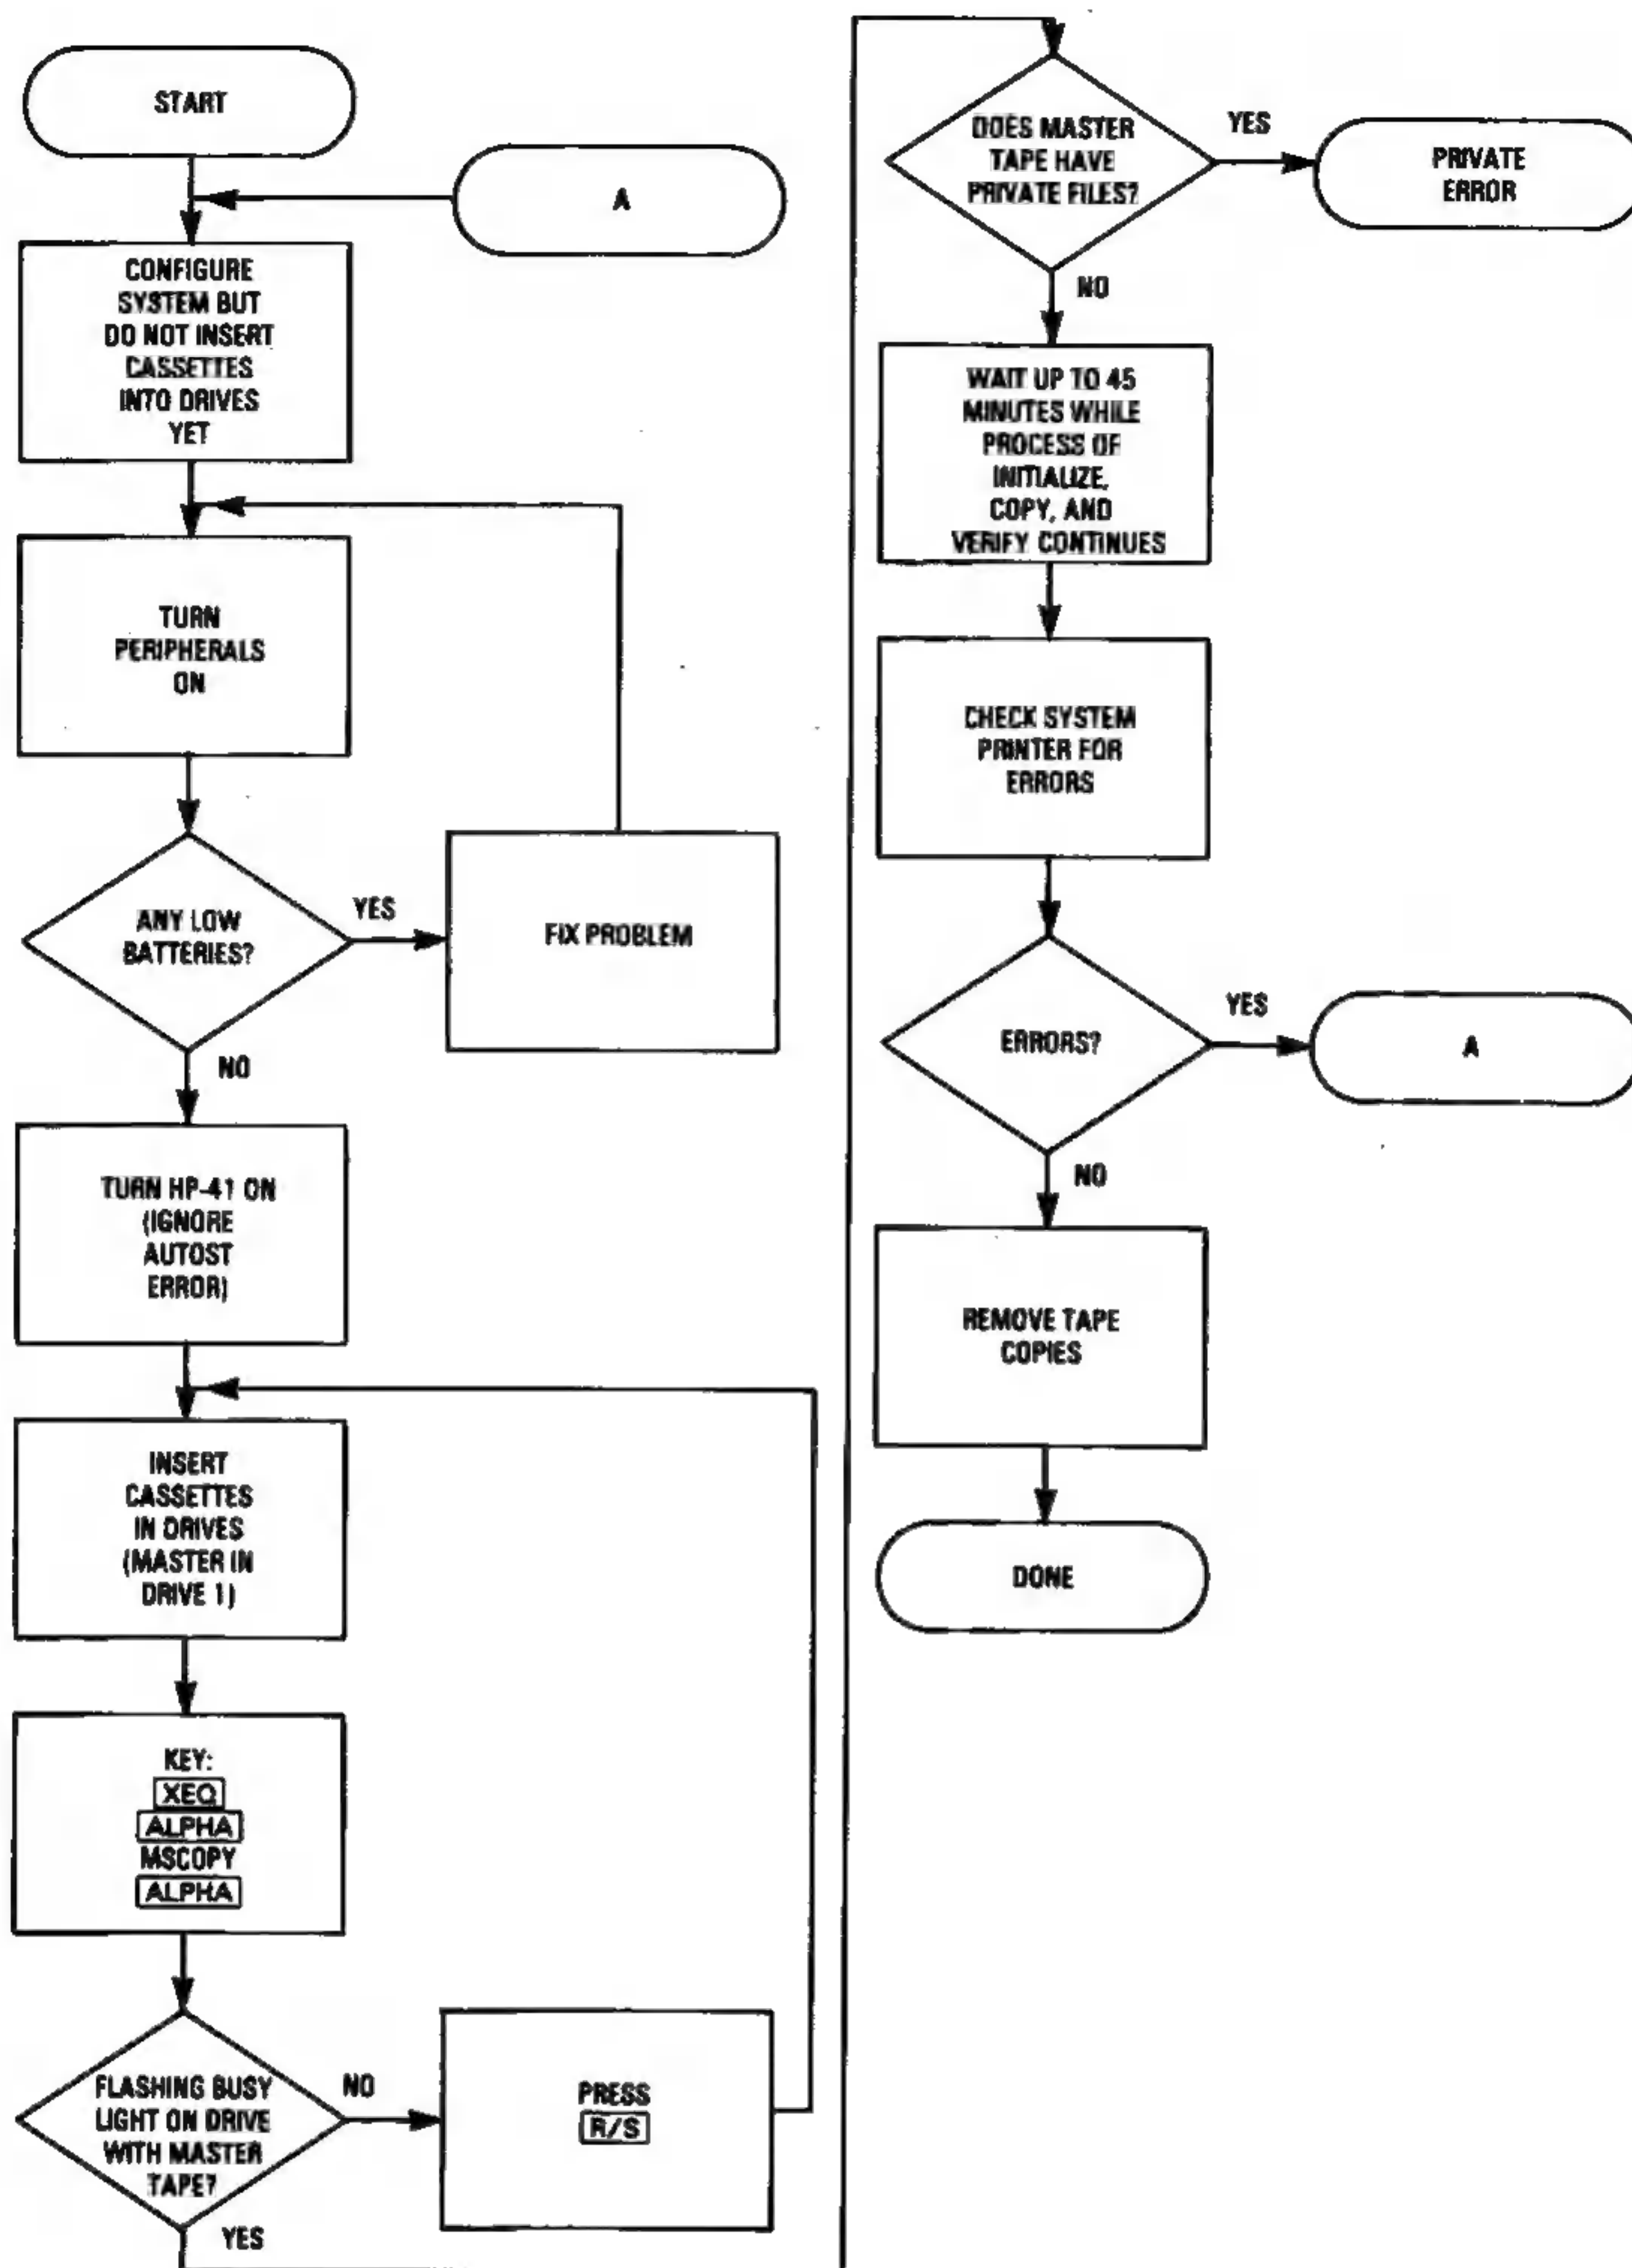 START
A
CONFIGURE
SYSTEM BUT
DO NOT INSERT
CASSETTES
INTO DRIVES
YET
TURN
PERIPHERALS
ON
ANY LOW
BATTERIES?
YES
FIX PROBLEM
NO
TURN HP-41 ON
(IGNORE
AUTOST
ERROR)
INSERT
CASSETTES
IN DRIVES
(MASTER IN
DRIVE 1)
KEY:
XEQ
ALPHA
MSCOPY
ALPHA
FLASHING BUSY
LIGHT ON DRIVE
WITH MASTER
TAPE?
NO
PRESS
R/S
YES
DOES MASTER
TAPE HAVE
PRIVATE FILES?
YES
PRIVATE
ERROR
NO
WAIT UP TO 45
MINUTES WHILE
PROCESS OF
INITIALIZE,
COPY, AND
VERIFY CONTINUES
CHECK SYSTEM
PRINTER FOR
ERRORS
ERRORS?
YES
A
NO
REMOVE TAPE
COPIES
DONE